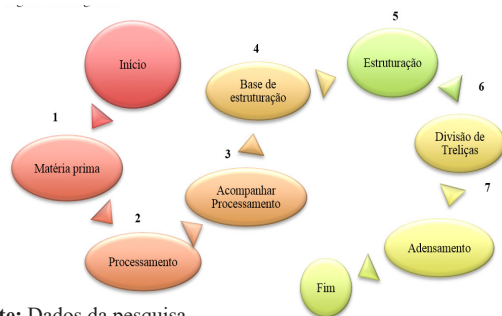 Início
1
Matéria prima
2
Processamento
3
Acompanhar
Processamento
4
Base de
estruturação
5
Estruturação
6
Divisão de
Treliças
7
Adensamento
Fim
Dados da pesquisa